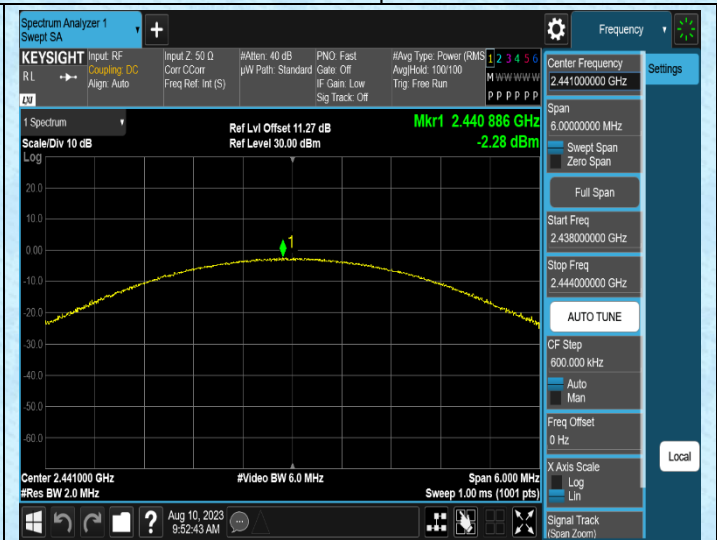 Spectrum Analyzer 1
Swept SA
+
Frequency
KEYSIGHT
RL
LXI
Input: RF
Coupling: DC
Align: Auto
Input Z: 50 Ω
Corr CCorr
Freq Ref: Int (S)
#Atten: 40 dB
µW Path: Standard
PNO: Fast
Gate: Off
IF Gain: Low
Sig Track: Off
#Avg Type: Power (RMS
Avg|Hold: 100/100
Trig: Free Run
1 2 3 4 5 6
M W W W W W
P P P P P P
1 Spectrum
Scale/Div 10 dB
Log
Ref Lvl Offset 11.27 dB
Ref Level 30.00 dBm
Mkr1 2.440 886 GHz
-2.28 dBm
20.0
10.0
0.00
-10.0
-20.0
-30.0
-40.0
-50.0
-60.0
1
Center 2.441000 GHz
#Res BW 2.0 MHz
#Video BW 6.0 MHz
Span 6.000 MHz
Sweep 1.00 ms (1001 pts)
?
Aug 10, 2023
9:52:43 AM
Center Frequency
2.441000000 GHz
Settings
Span
6.00000000 MHz
Swept Span
Zero Span
Full Span
Start Freq
2.438000000 GHz
Stop Freq
2.444000000 GHz
AUTO TUNE
CF Step
600.000 kHz
Auto
Man
Freq Offset
0 Hz
Local
X Axis Scale
Log
Lin
Signal Track
(Span Zoom)